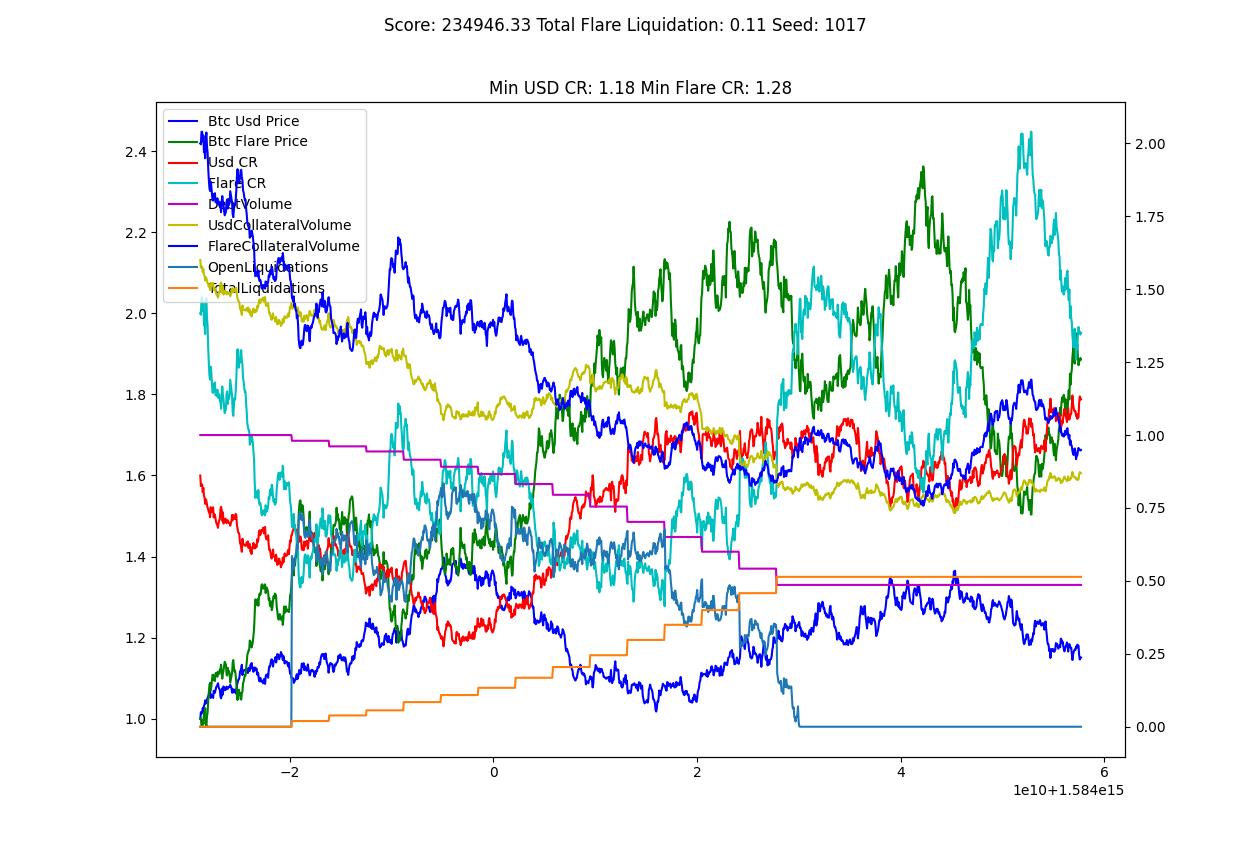 Score: 234946.33 Total Flare Liquidation: 0.11 Seed: 1017
Min USD CR: 1.18 Min Flare CR: 1.28
Btc Usd Price
Btc Flare Price
Usd CR
Flare CR
DebtVolume
UsdCollateralVolume
FlareCollateralVolume
OpenLiquidations
TotalLiquidations
2.4
2.2
2.0
1.8
1.6
1.4
1.2
1.0
2.00
1.75
1.50
1.25
1.00
0.75
0.50
0.25
0.00
−2 0 2 4 6
1e10+1.584e15